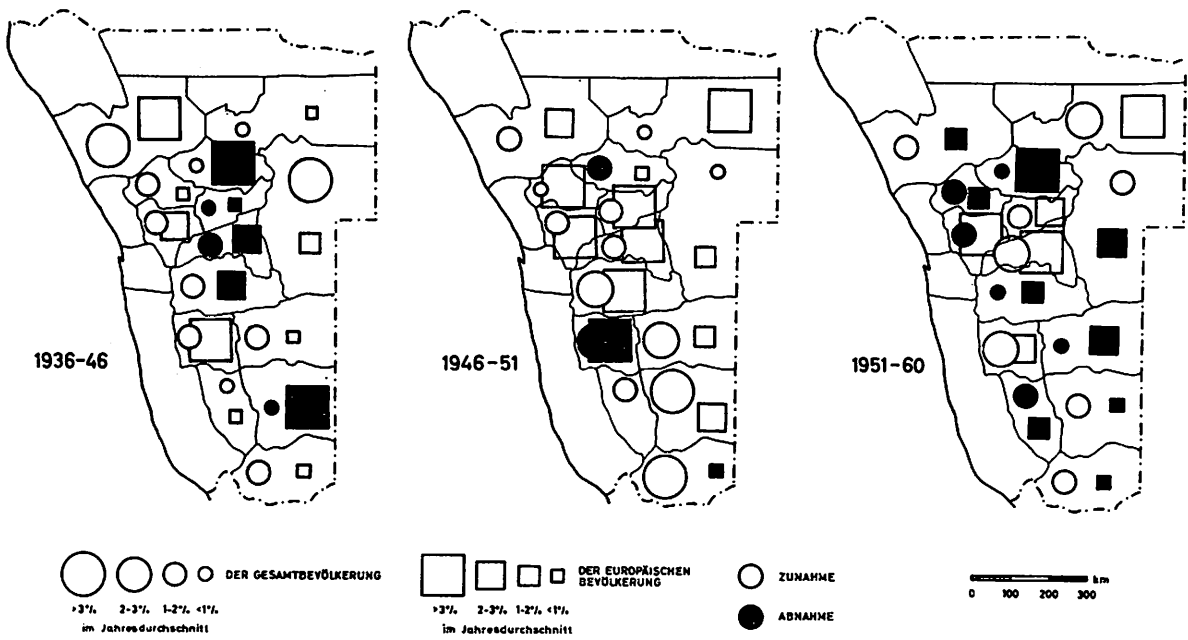 1936-46
1946-51
1951-60
DER GESAMTBEVÖLKERUNG
>3% 2-3% 1-2% <1%
im Jahresdurchschnitt
DER EUROPÄISCHEN
BEVÖLKERUNG
>3% 2-3% 1-2% <1%
im Jahresdurchschnitt
ZUNAHME
ABNAHME
km
0 100 200 300